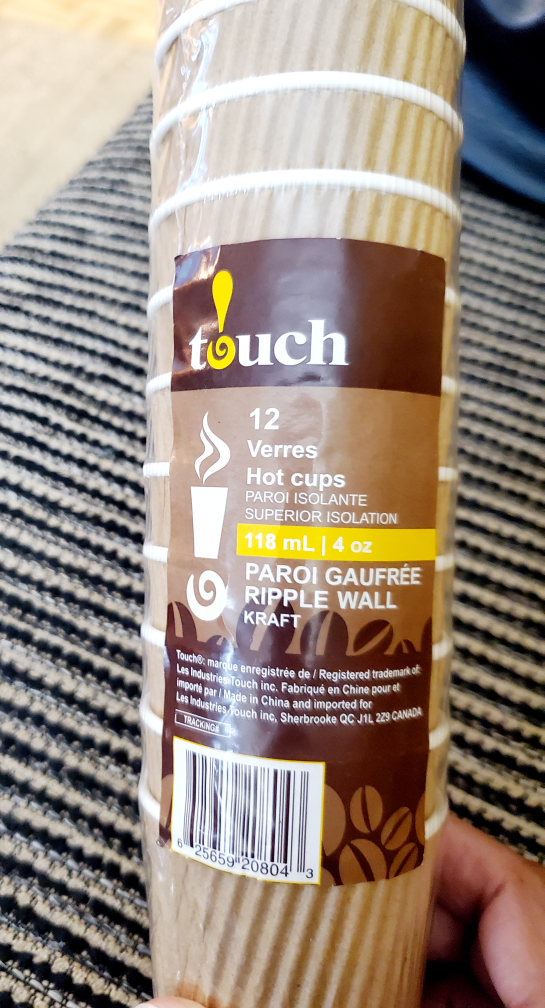 touch
12
Verres
Hot cups
PAROI ISOLANTE
SUPERIOR ISOLATION
118 mL | 4 oz
PAROI GAUFRÉE
RIPPLE WALL
KRAFT
Touch®: marque enregistrée de / Registered trademark of:
Les Industries Touch inc. Fabriqué en Chine pour et
importé par / Made in China and imported for
Les Industries Touch inc, Sherbrooke QC J1L 2Z9 CANADA
TRACKING#
6 25659 20804 3